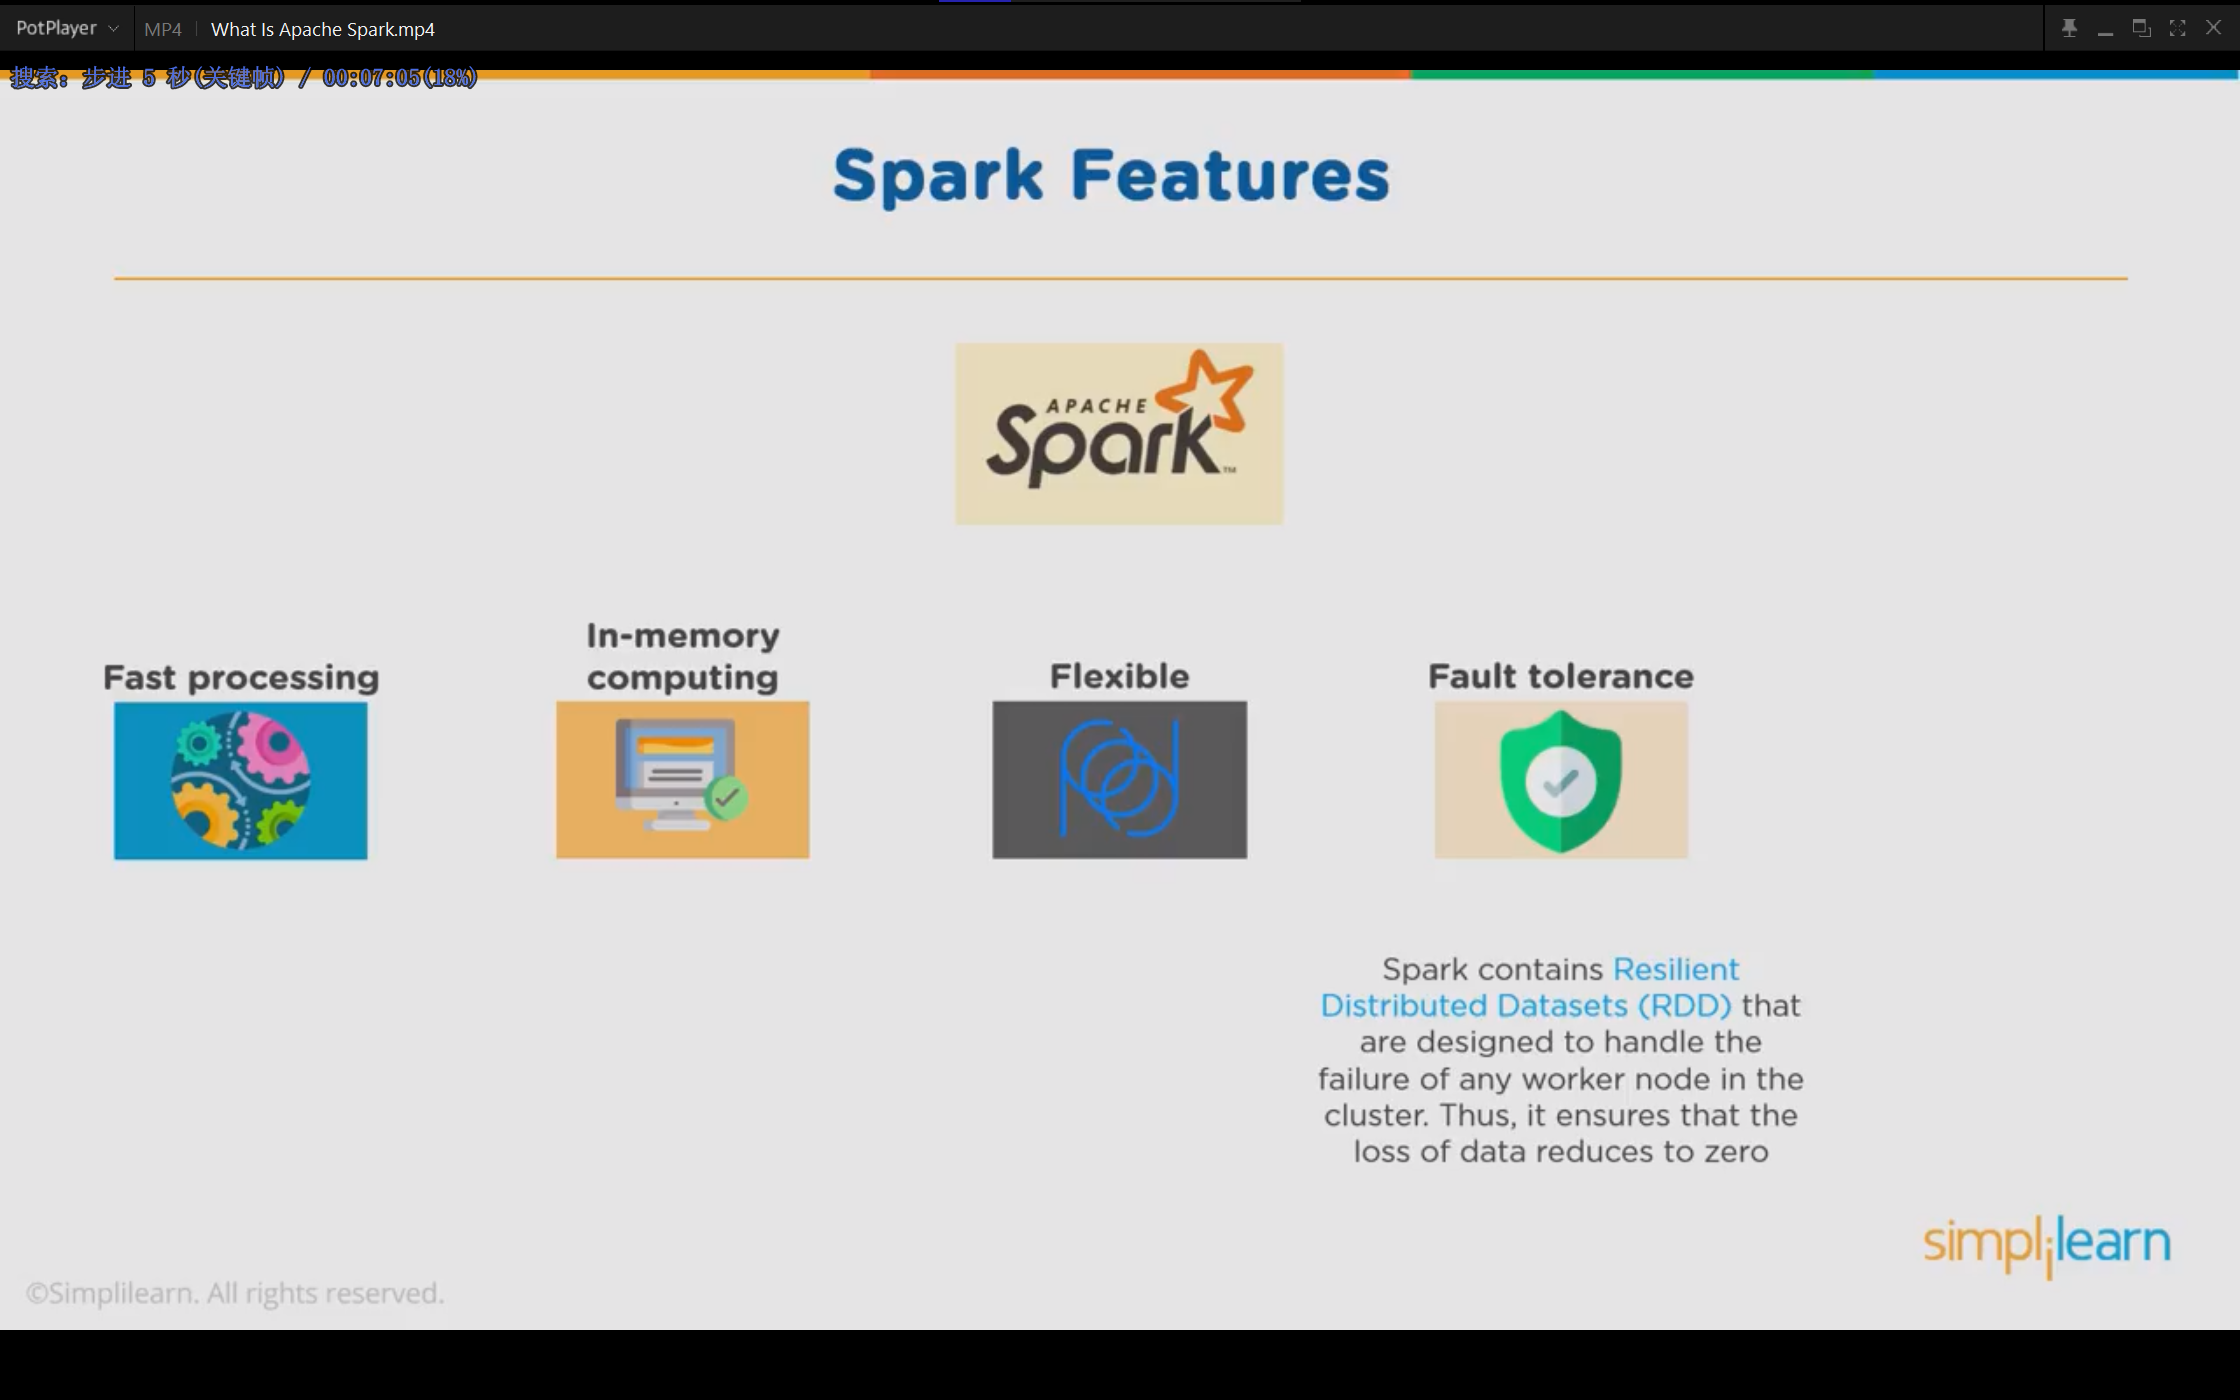 PotPlayer
MP4
What Is Apache Spark.mp4
搜索: 步进 5 秒(关键帧) / 00:07:05(18%)
Spark Features
APACHE
Spark™
Fast processing
In-memory
computing
Flexible
Fault tolerance
Spark contains Resilient
Distributed Datasets (RDD) that
are designed to handle the
failure of any worker node in the
cluster. Thus, it ensures that the
loss of data reduces to zero
simplilearn
©Simplilearn. All rights reserved.